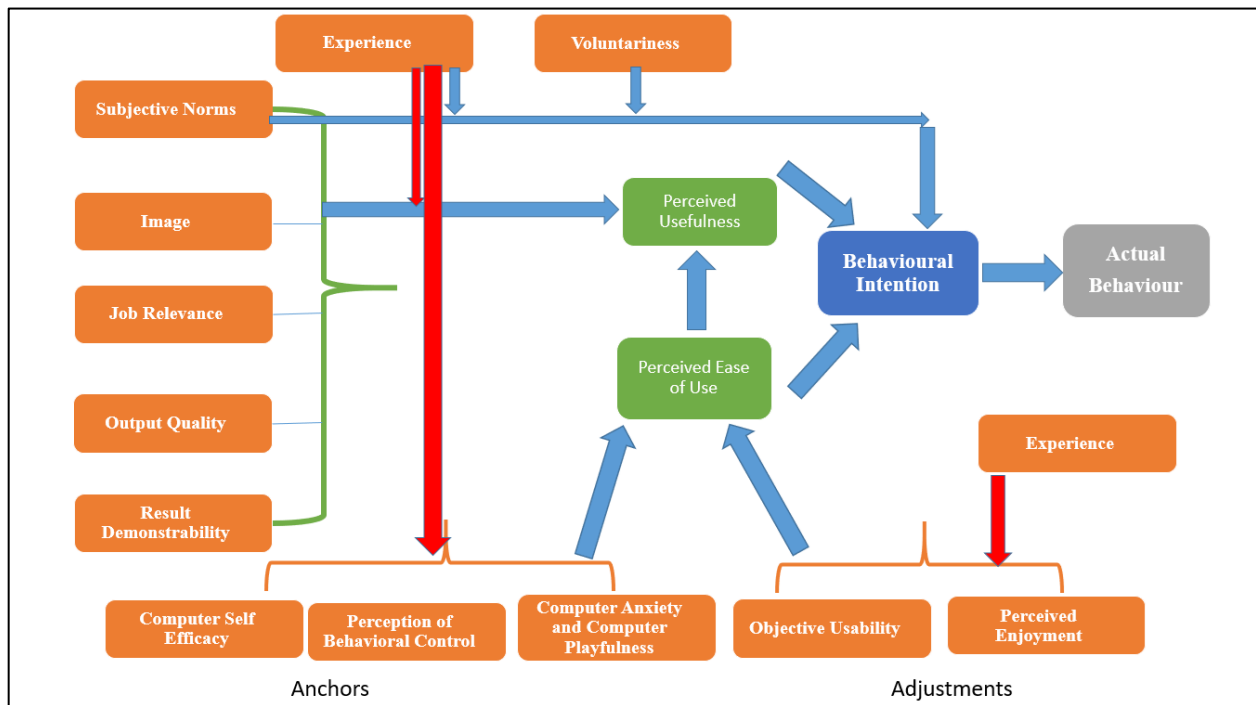 Experience
Voluntariness
Subjective Norms
Perceived
Usefulness
Image
Behavioural
Intention
Actual
Behaviour
Job Relevance
Perceived Ease
of Use
Output Quality
Experience
Result
Demonstrability
Computer Self
Efficacy
Perception of
Behavioral Control
Computer Anxiety
and Computer
Playfulness
Objective Usability
Perceived
Enjoyment
Anchors
Adjustments